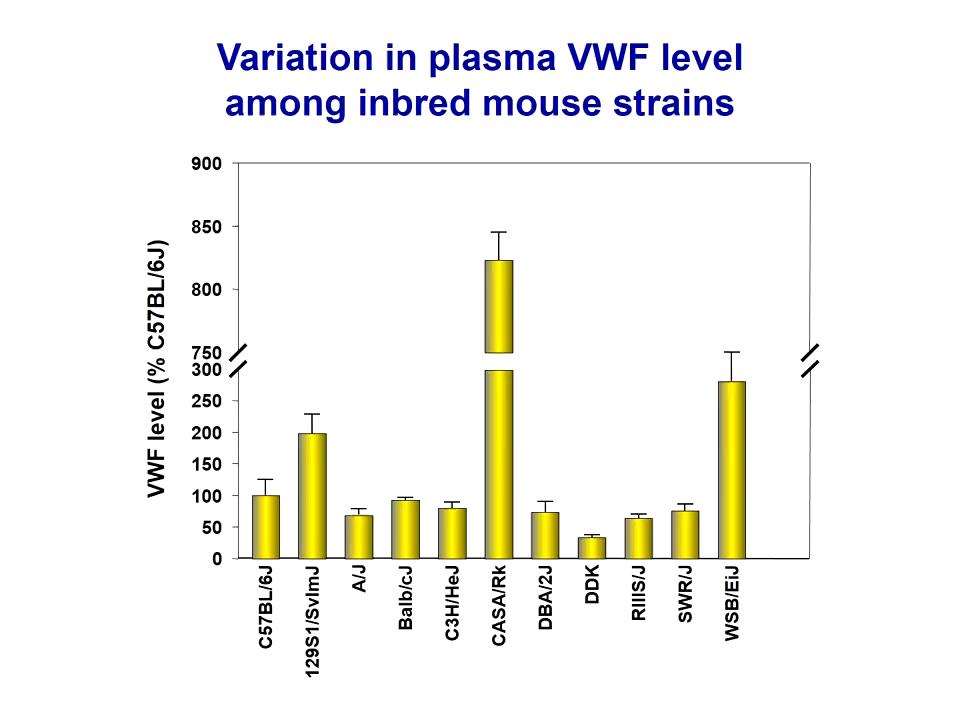 Variation in plasma VWF level
among inbred mouse strains
VWF level (% C57BL/6J)
900
850
800
750
300
250
200
150
100
50
0
C57BL/6J
129S1/SvImJ
A/J
Balb/cJ
C3H/HeJ
CASA/Rk
DBA/2J
DDK
RIIIS/J
SWR/J
WSB/EiJ